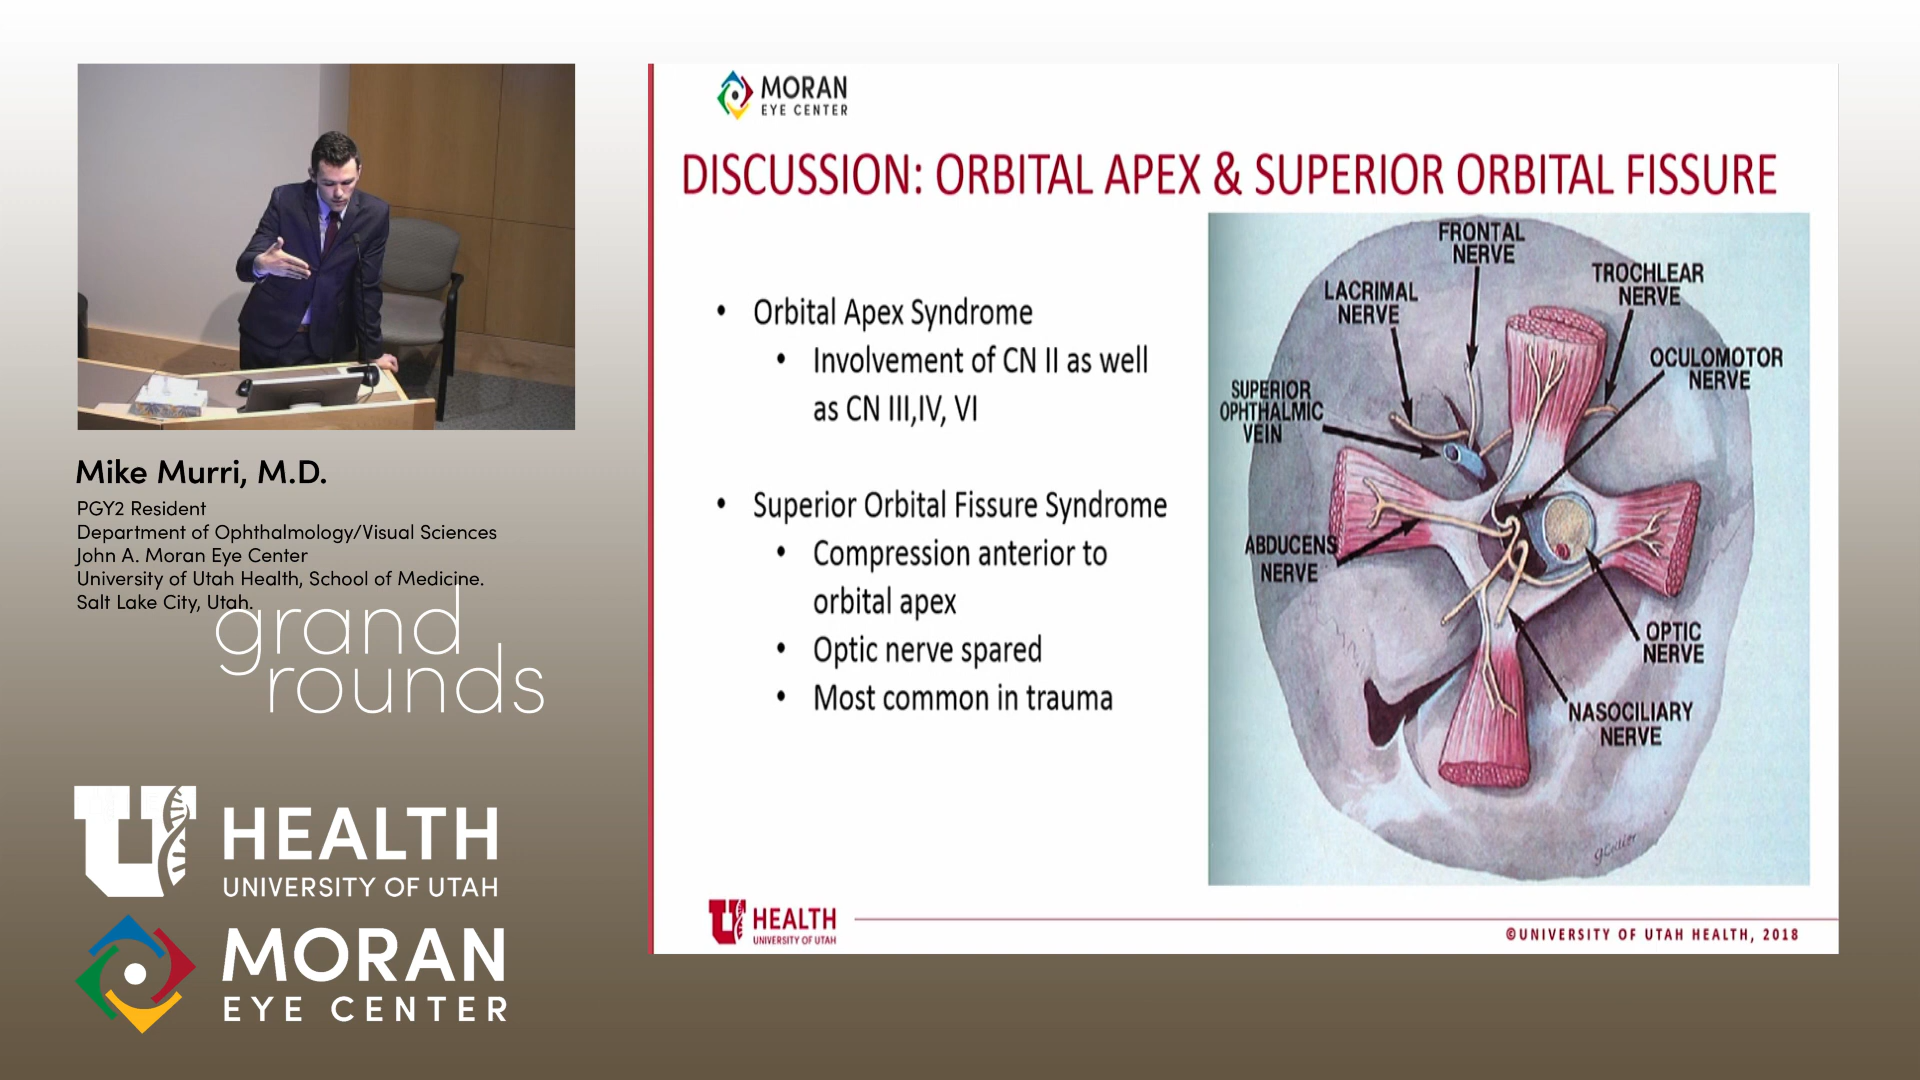 Mike Murri, M.D.
PGY2 Resident
Department of Ophthalmology/Visual Sciences
John A. Moran Eye Center
University of Utah Health, School of Medicine.
Salt Lake City, Utah.
grand
rounds
U HEALTH
UNIVERSITY OF UTAH
MORAN
EYE CENTER
MORAN
EYE CENTER
DISCUSSION: ORBITAL APEX & SUPERIOR ORBITAL FISSURE
• Orbital Apex Syndrome
• Involvement of CN II as well
as CN III,IV, VI
• Superior Orbital Fissure Syndrome
• Compression anterior to
orbital apex
• Optic nerve spared
• Most common in trauma
FRONTAL
NERVE
TROCHLEAR
NERVE
LACRIMAL
NERVE
OCULOMOTOR
NERVE
SUPERIOR
OPHTHALMIC
VEIN
ABDUCENS
NERVE
OPTIC
NERVE
NASOCILIARY
NERVE
U HEALTH
UNIVERSITY OF UTAH
©UNIVERSITY OF UTAH HEALTH, 2018